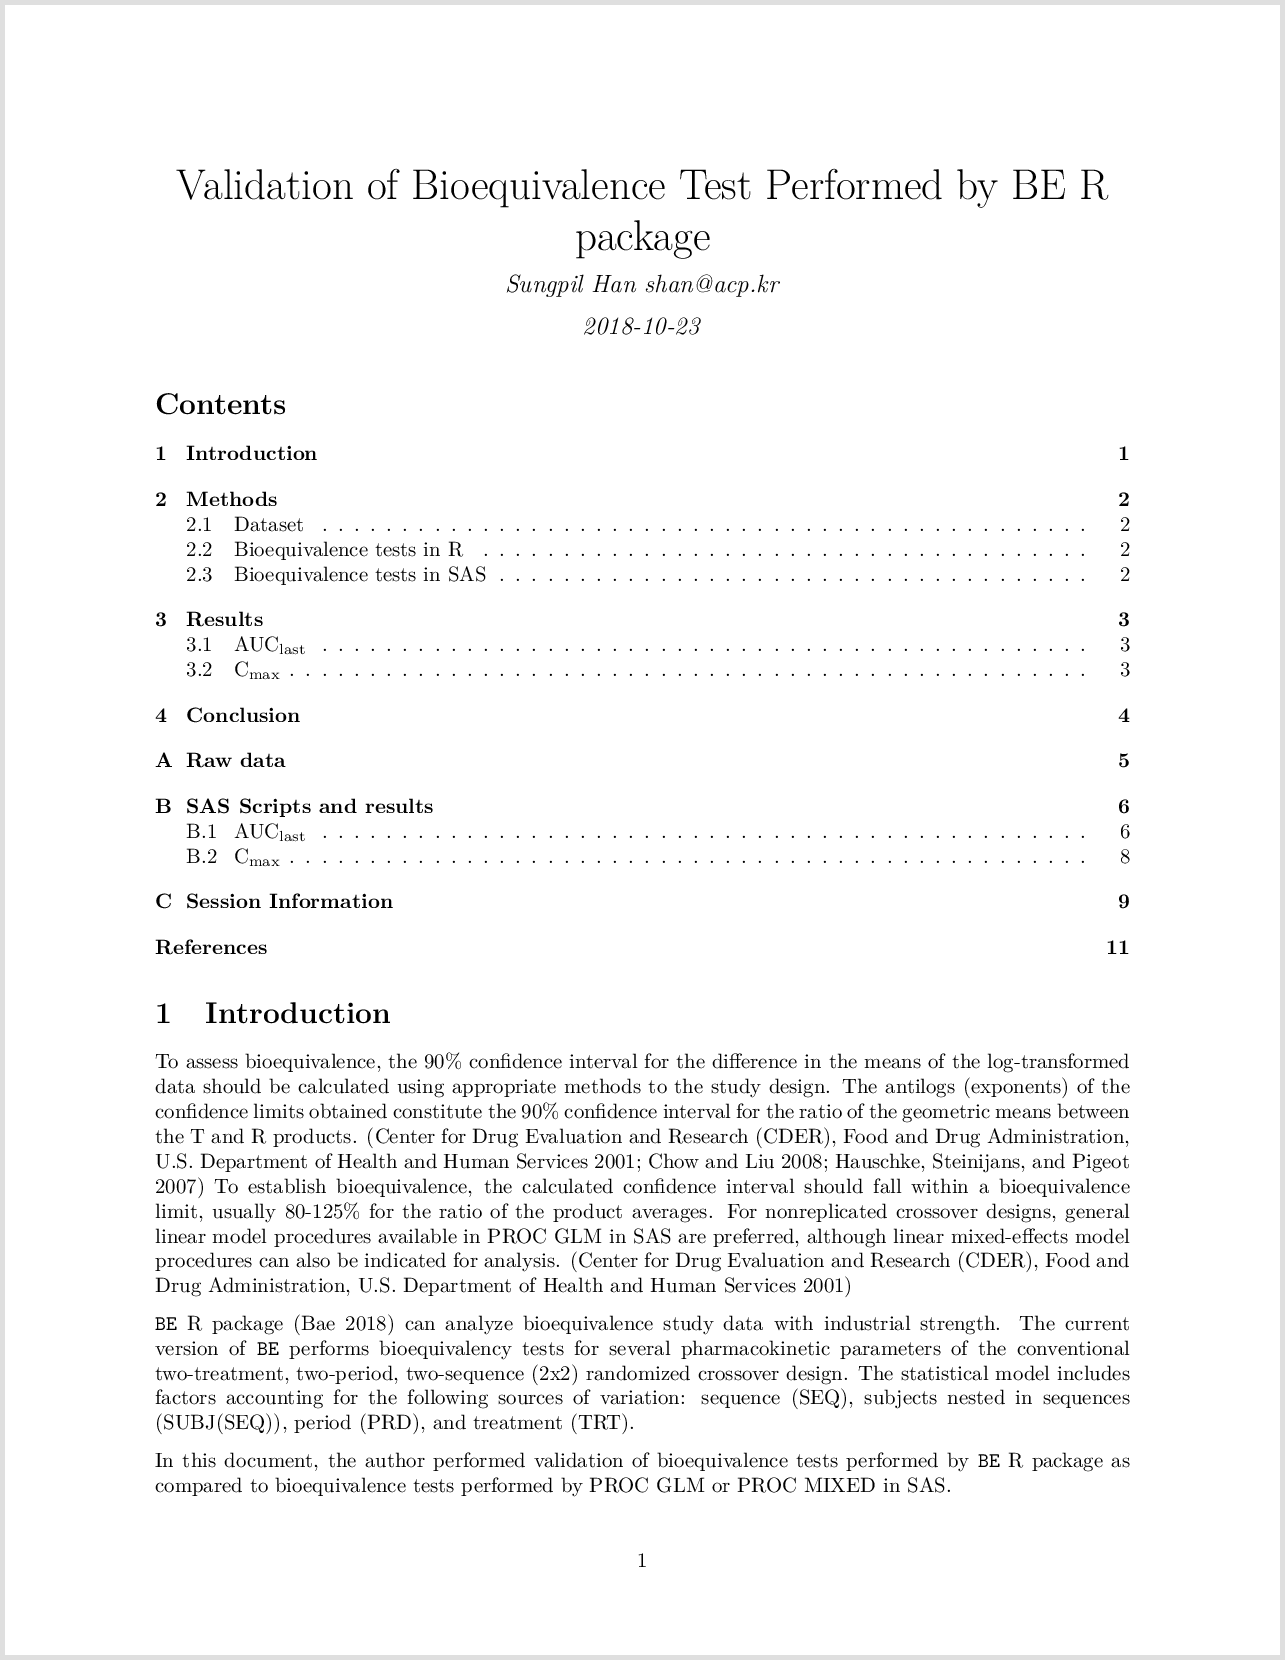 Validation of Bioequivalence Test Performed by BE R
package
Sungpil Han shan@acp.kr
2018-10-23
Contents
1 Introduction 1
2 Methods 2
2.1 Dataset . . . . . . . . . . . . . . . . . . . . . . . . . . . . . . . . . . . . . . . . . . . . . . . . 2
2.2 Bioequivalence tests in R . . . . . . . . . . . . . . . . . . . . . . . . . . . . . . . . . . . . . . 2
2.3 Bioequivalence tests in SAS . . . . . . . . . . . . . . . . . . . . . . . . . . . . . . . . . . . . . 2
3 Results 3
3.1 AUClast . . . . . . . . . . . . . . . . . . . . . . . . . . . . . . . . . . . . . . . . . . . . . . . . 3
3.2 Cmax . . . . . . . . . . . . . . . . . . . . . . . . . . . . . . . . . . . . . . . . . . . . . . . . . . 3
4 Conclusion 4
A Raw data 5
B SAS Scripts and results 6
B.1 AUClast . . . . . . . . . . . . . . . . . . . . . . . . . . . . . . . . . . . . . . . . . . . . . . . . 6
B.2 Cmax . . . . . . . . . . . . . . . . . . . . . . . . . . . . . . . . . . . . . . . . . . . . . . . . . . 8
C Session Information 9
References 11
1 Introduction
To assess bioequivalence, the 90% confidence interval for the difference in the means of the log-transformed
data should be calculated using appropriate methods to the study design. The antilogs (exponents) of the
confidence limits obtained constitute the 90% confidence interval for the ratio of the geometric means between
the T and R products. (Center for Drug Evaluation and Research (CDER), Food and Drug Administration,
U.S. Department of Health and Human Services 2001; Chow and Liu 2008; Hauschke, Steinijans, and Pigeot
2007) To establish bioequivalence, the calculated confidence interval should fall within a bioequivalence
limit, usually 80-125% for the ratio of the product averages. For nonreplicated crossover designs, general
linear model procedures available in PROC GLM in SAS are preferred, although linear mixed-effects model
procedures can also be indicated for analysis. (Center for Drug Evaluation and Research (CDER), Food and
Drug Administration, U.S. Department of Health and Human Services 2001)
BE R package (Bae 2018) can analyze bioequivalence study data with industrial strength. The current
version of BE performs bioequivalency tests for several pharmacokinetic parameters of the conventional
two-treatment, two-period, two-sequence (2x2) randomized crossover design. The statistical model includes
factors accounting for the following sources of variation: sequence (SEQ), subjects nested in sequences
(SUBJ(SEQ)), period (PRD), and treatment (TRT).
In this document, the author performed validation of bioequivalence tests performed by BE R package as
compared to bioequivalence tests performed by PROC GLM or PROC MIXED in SAS.
1